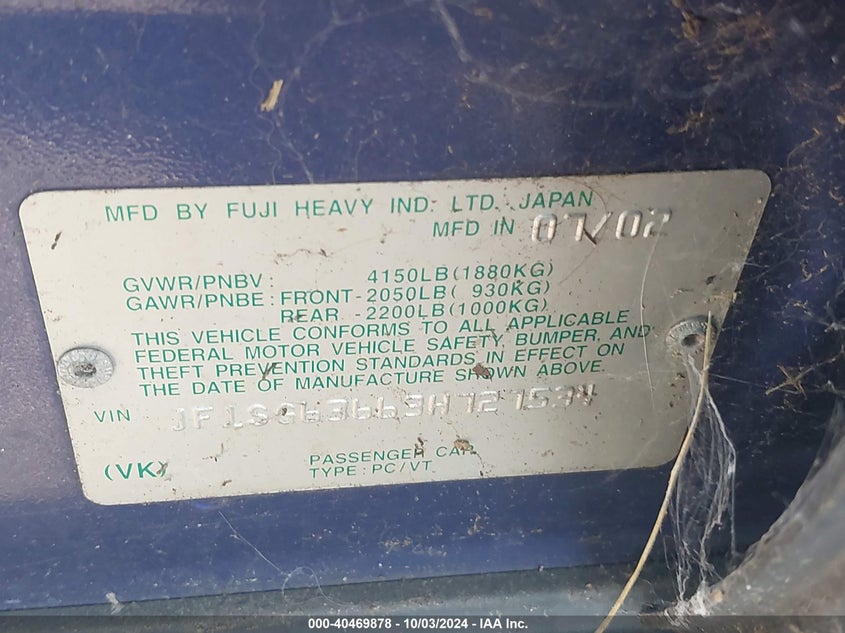 MFD BY FUJI HEAVY IND. LTD. JAPAN
MFD IN 07/02
GVWR/PNBV: 4150LB(1880KG)
GAWR/PNBE: FRONT-2050LB( 930KG)
REAR -2200LB(1000KG)
THIS VEHICLE CONFORMS TO ALL APPLICABLE
FEDERAL MOTOR VEHICLE SAFETY, BUMPER, AND
THEFT PREVENTION STANDARDS IN EFFECT ON
THE DATE OF MANUFACTURE SHOWN ABOVE.
VIN JF1SG63663H727534
(VK) PASSENGER CAR
TYPE: PC/VT
000-40469878 - 10/03/2024 - IAA Inc.